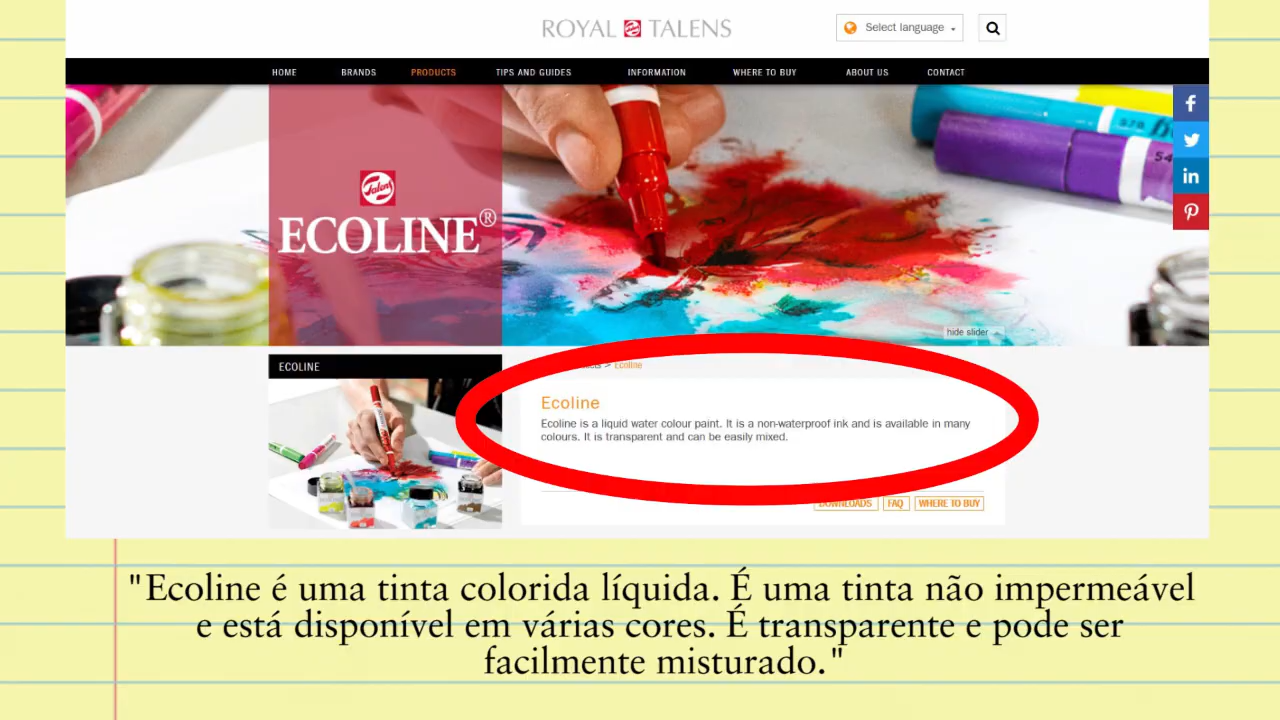 ROYAL Talens TALENS
Select language
HOME BRANDS PRODUCTS TIPS AND GUIDES INFORMATION WHERE TO BUY ABOUT US CONTACT
Talens
ECOLINE®
hide slider
ECOLINE
> Ecoline
Ecoline
Ecoline is a liquid water colour paint. It is a non-waterproof ink and is available in many
colours. It is transparent and can be easily mixed.
DOWNLOADS FAQ WHERE TO BUY
"Ecoline é uma tinta colorida líquida. É uma tinta não impermeável
e está disponível em várias cores. É transparente e pode ser
facilmente misturado."